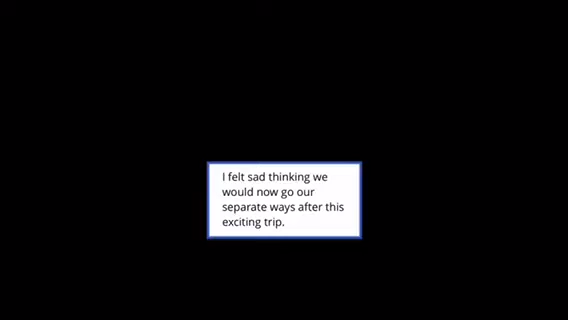 I felt sad thinking we
would now go our
separate ways after this
exciting trip.